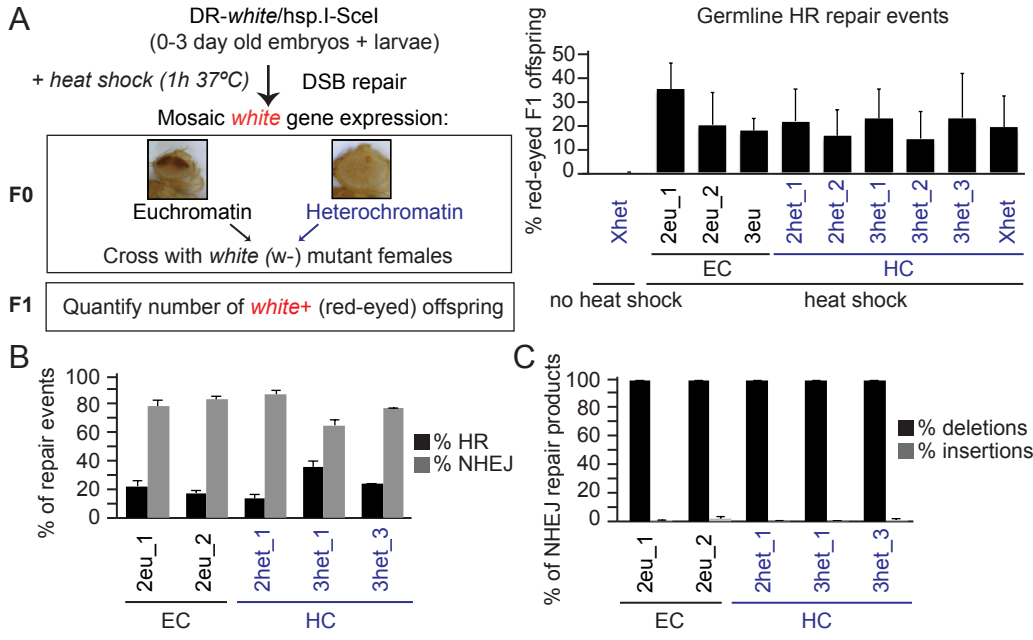 A
DR-white/hsp.I-SceI
(0-3 day old embryos + larvae)
+ heat shock (1h 37ºC)
DSB repair
Mosaic white gene expression:
F0
Euchromatin
Heterochromatin
Cross with white (w-) mutant females
F1
Quantify number of white+ (red-eyed) offspring
Germline HR repair events
% red-eyed F1 offspring
50
40
30
20
10
0
Xhet
2eu_1
2eu_2
3eu
2het_1
2het_2
3het_1
3het_2
3het_3
Xhet
EC
HC
no heat shock
heat shock
B
% of repair events
100
80
60
40
20
0
% HR
% NHEJ
2eu_1
2eu_2
2het_1
3het_1
3het_3
EC
HC
C
% of NHEJ repair products
100
80
60
40
20
0
% deletions
% insertions
2eu_1
2eu_2
2het_1
3het_1
3het_3
EC
HC